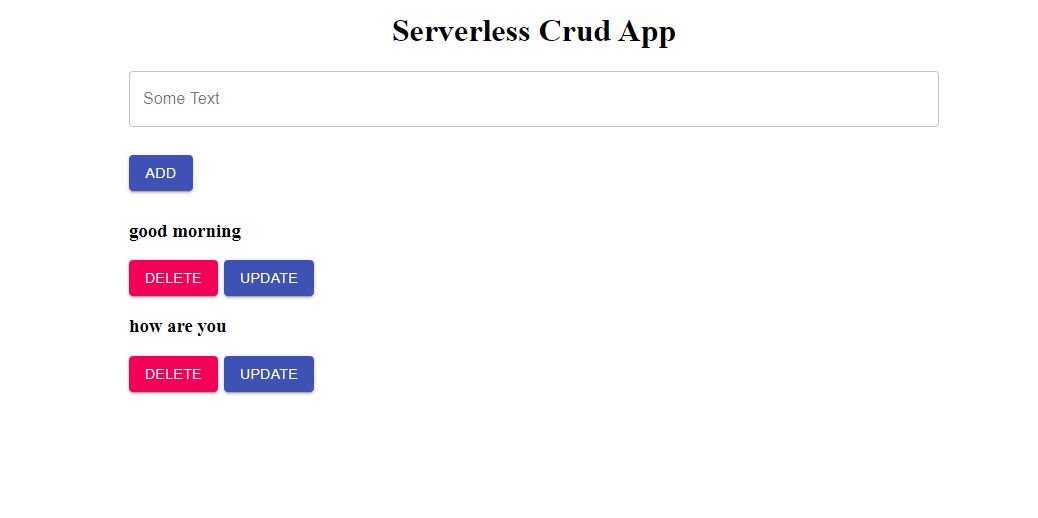 Serverless Crud App
Some Text
ADD
good morning
DELETE UPDATE
how are you
DELETE UPDATE